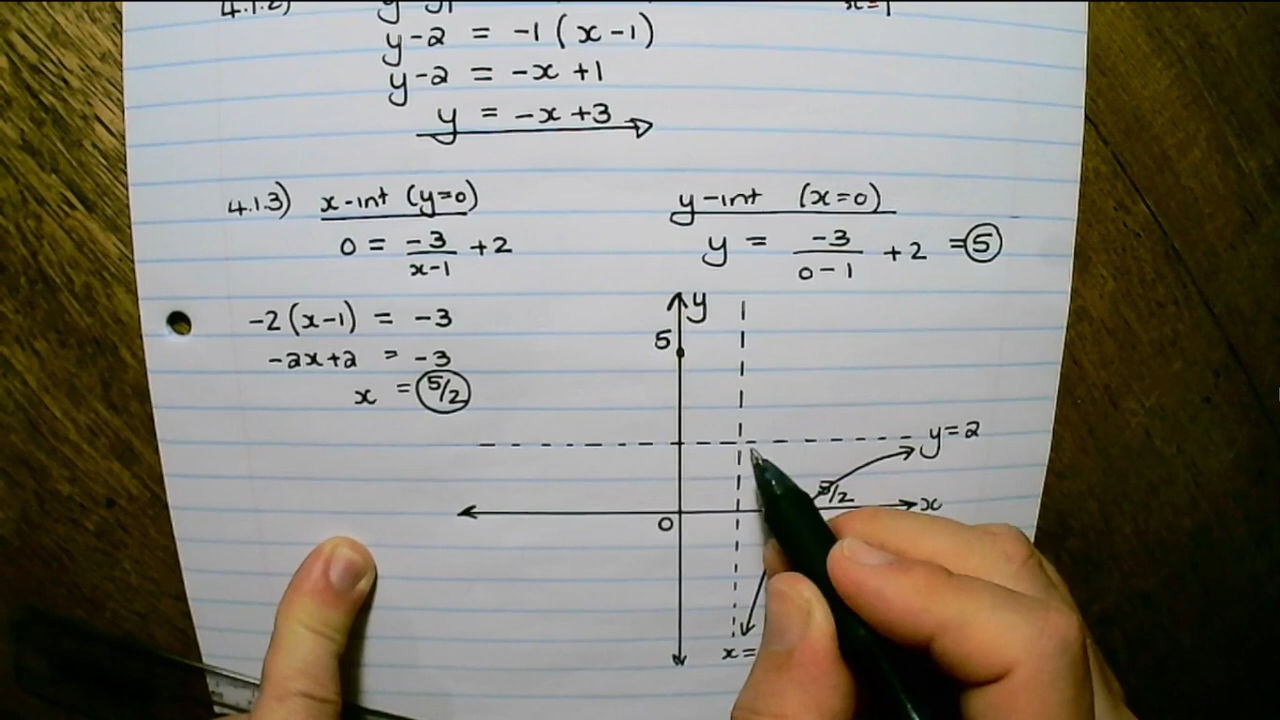 4.1.2)
x=1
y-2 = -1(x-1)
y-2 = -x+1
y = -x+3
4.1.3) x-int (y=0)
0 = -3/x-1 +2
-2(x-1) = -3
-2x+2 = -3
x = 5/2
y-int (x=0)
y = -3/0-1 +2 =5
y
5
y=2
5/2
x
0
x=